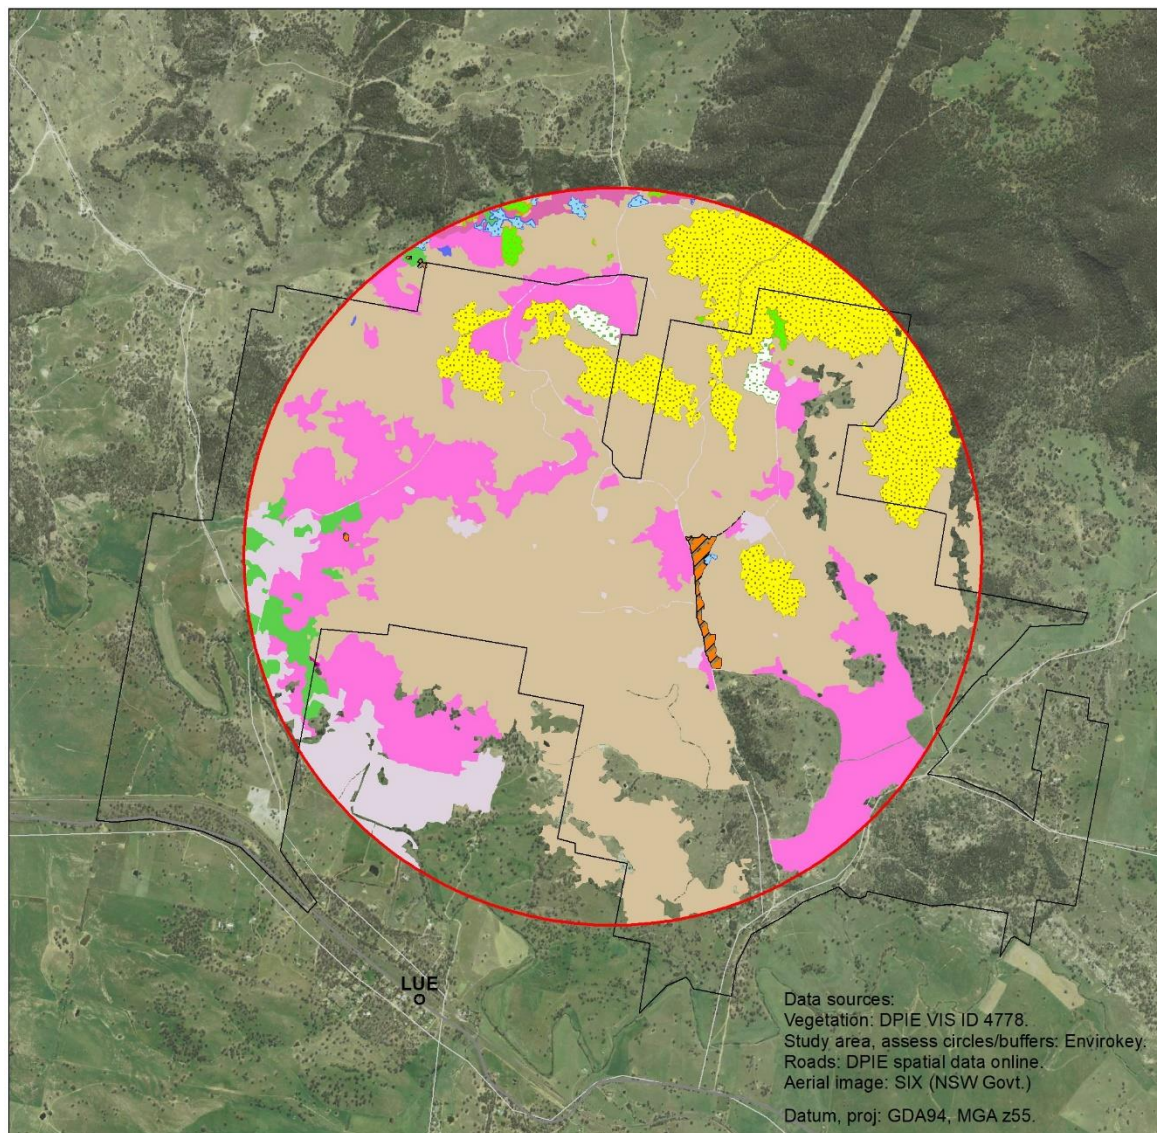 LUE
Data sources:
Vegetation: DPIE VIS ID 4778.
Study area, assess circles/buffers: Envirokey.
Roads: DPIE spatial data online.
Aerial image: SIX (NSW Govt.)
Datum, proj: GDA94, MGA z55.